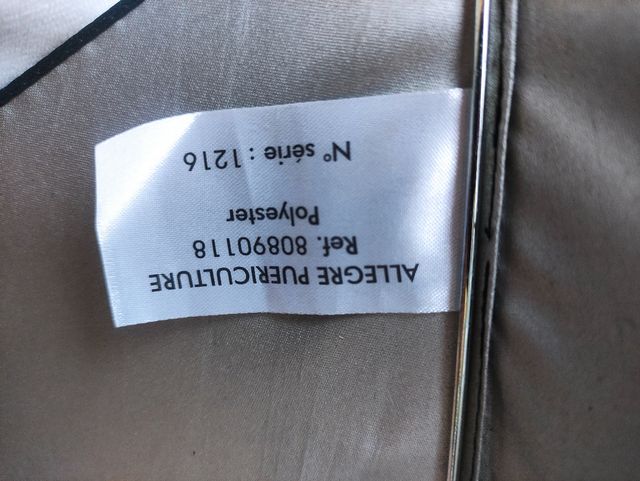 ALLEGRE PUERICULTURE
Ref. 80890118
Polyester
N° série : 1216